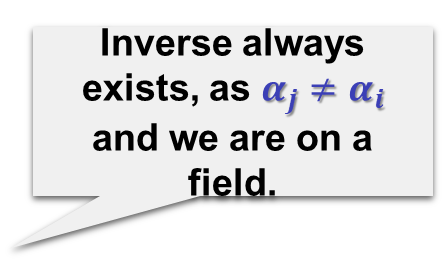 Inverse always
exists, as 𝜶ⱼ ≠ 𝜶ᵢ
and we are on a
field.